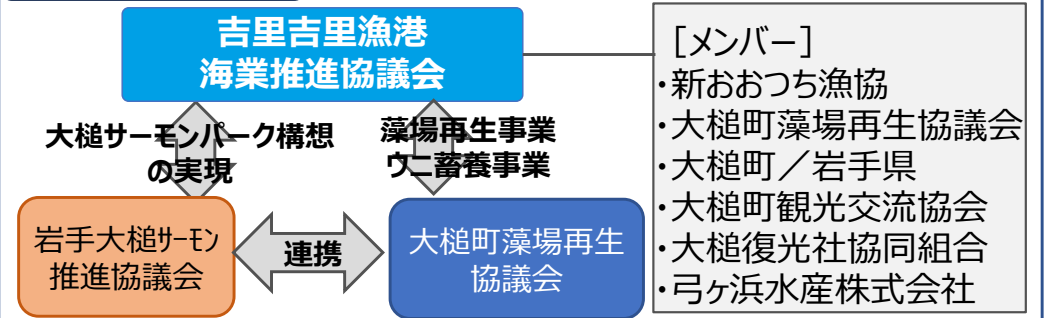 吉里吉里漁港
海業推進協議会
[メンバー]
・新おおつち漁協
・大槌町藻場再生協議会
・大槌町／岩手県
・大槌町観光交流協会
・大槌復光社協同組合
・弓ヶ浜水産株式会社
大槌サーモンパーク構想
の実現
藻場再生事業
ウニ蓄養事業
岩手大槌サーモン
推進協議会
連携
大槌町藻場再生
協議会